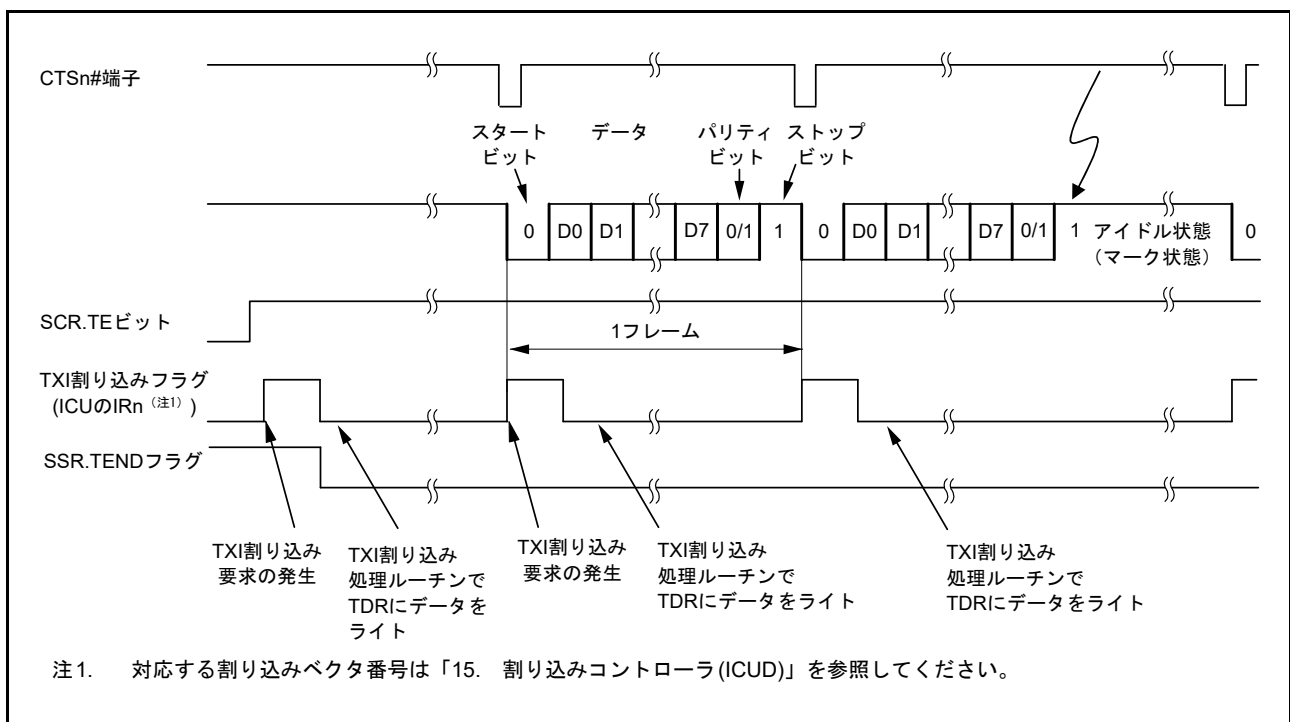 CTSn#端子
スタート
ビット
データ
パリティ
ビット
ストップ
ビット
0 D0 D1 D7 0/1 1 0 D0 D1 D7 0/1 1 アイドル状態
(マーク状態)
0
SCR.TEビット
1フレーム
TXI割り込みフラグ
(ICUのIRn(注1))
SSR.TENDフラグ
TXI割り込み
要求の発生
TXI割り込み
処理ルーチンで
TDRにデータを
ライト
TXI割り込み
要求の発生
TXI割り込み
処理ルーチンで
TDRにデータをライト
TXI割り込み
処理ルーチンで
TDRにデータをライト
注1. 対応する割り込みベクタ番号は「15. 割り込みコントローラ(ICUD)」を参照してください。